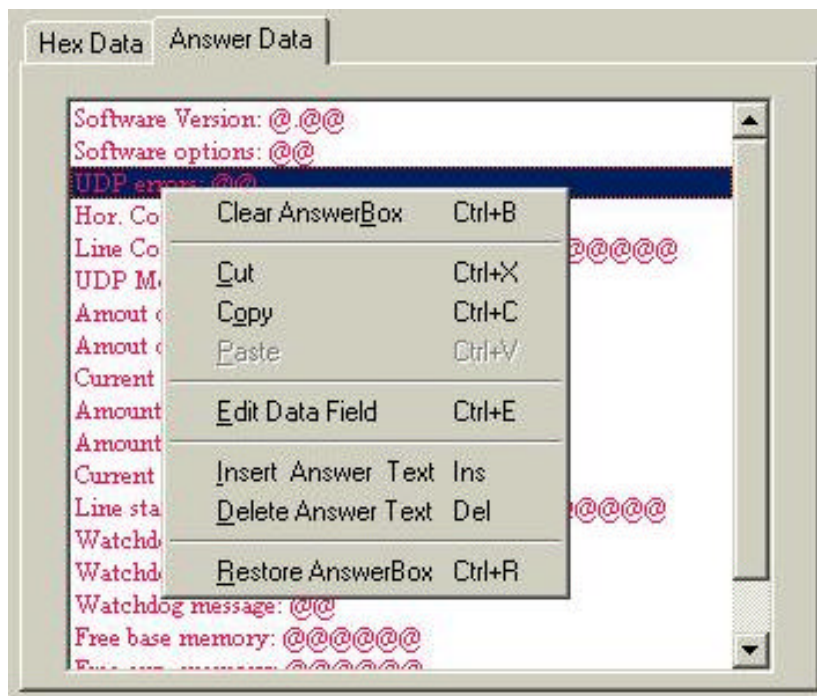 Hex Data
Answer Data
Software Version: @.@@
Software options: @@
UDP errors: @@
Hor. Co
Line Co @@@@@
UDP M
Amout
Amout
Current
Amount
Amount
Current
Line sta @@@@
Watchd
Watchd
Watchdog message: @@
Free base memory: @@@@@@
Clear AnswerBox Ctrl+B
Cut Ctrl+X
Copy Ctrl+C
Paste Ctrl+V
Edit Data Field Ctrl+E
Insert Answer Text Ins
Delete Answer Text Del
Restore AnswerBox Ctrl+R